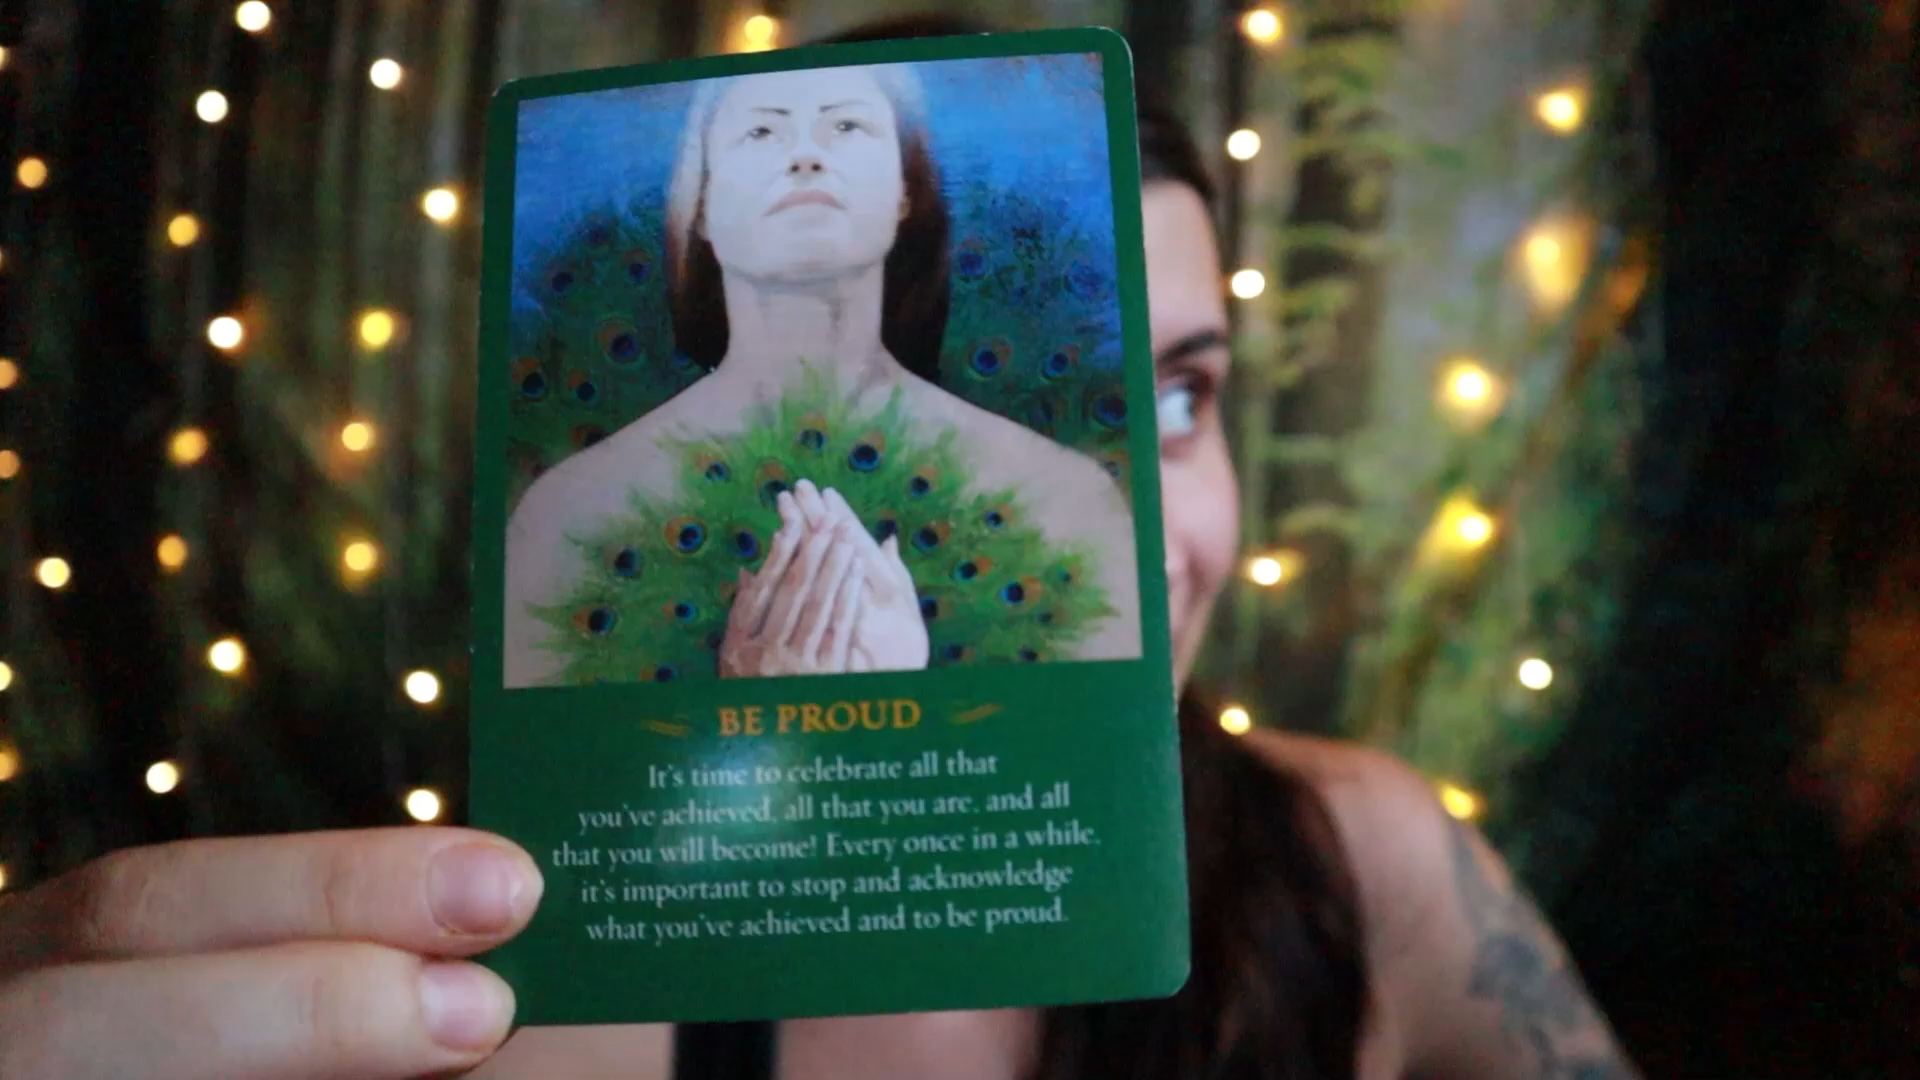 BE PROUD
It's time to celebrate all that
you've achieved, all that you are, and all
that you will become! Every once in a while,
it's important to stop and acknowledge
what you've achieved and to be proud.